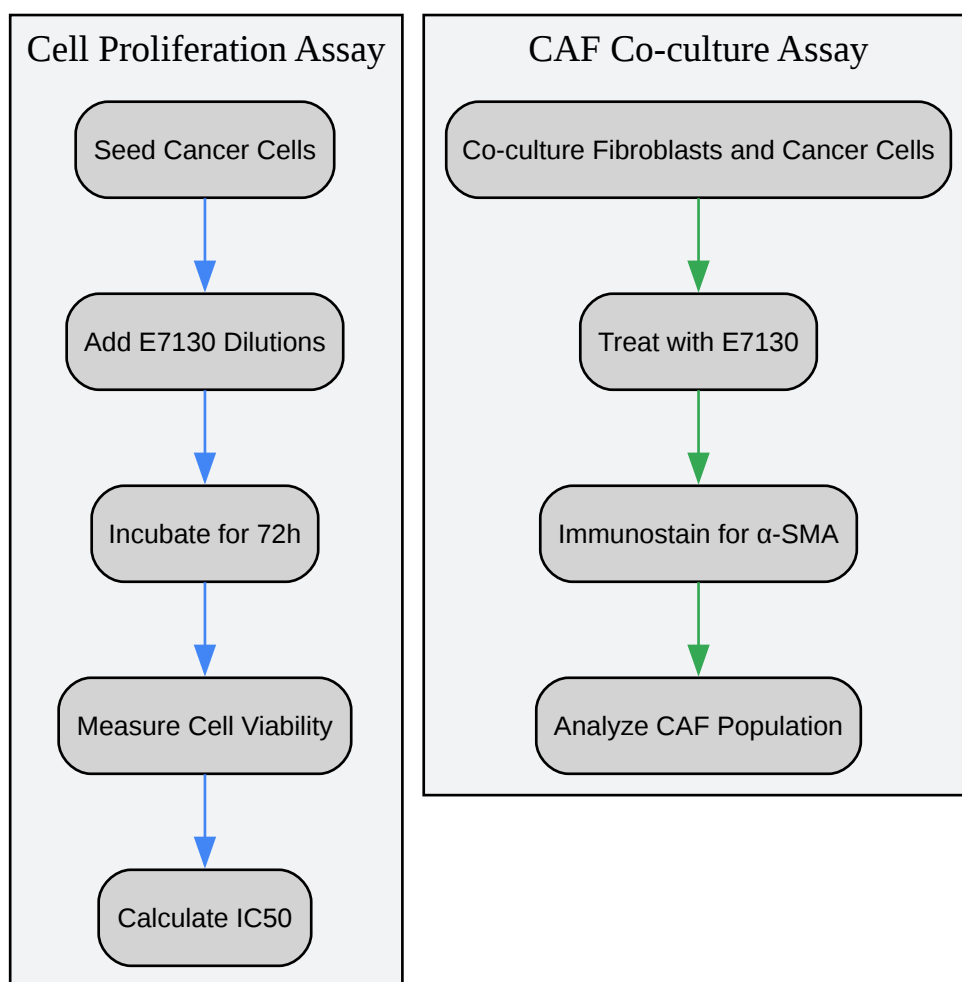 Cell Proliferation Assay
Seed Cancer Cells
Add E7130 Dilutions
Incubate for 72h
Measure Cell Viability
Calculate IC50
CAF Co-culture Assay
Co-culture Fibroblasts and Cancer Cells
Treat with E7130
Immunostain for α-SMA
Analyze CAF Population